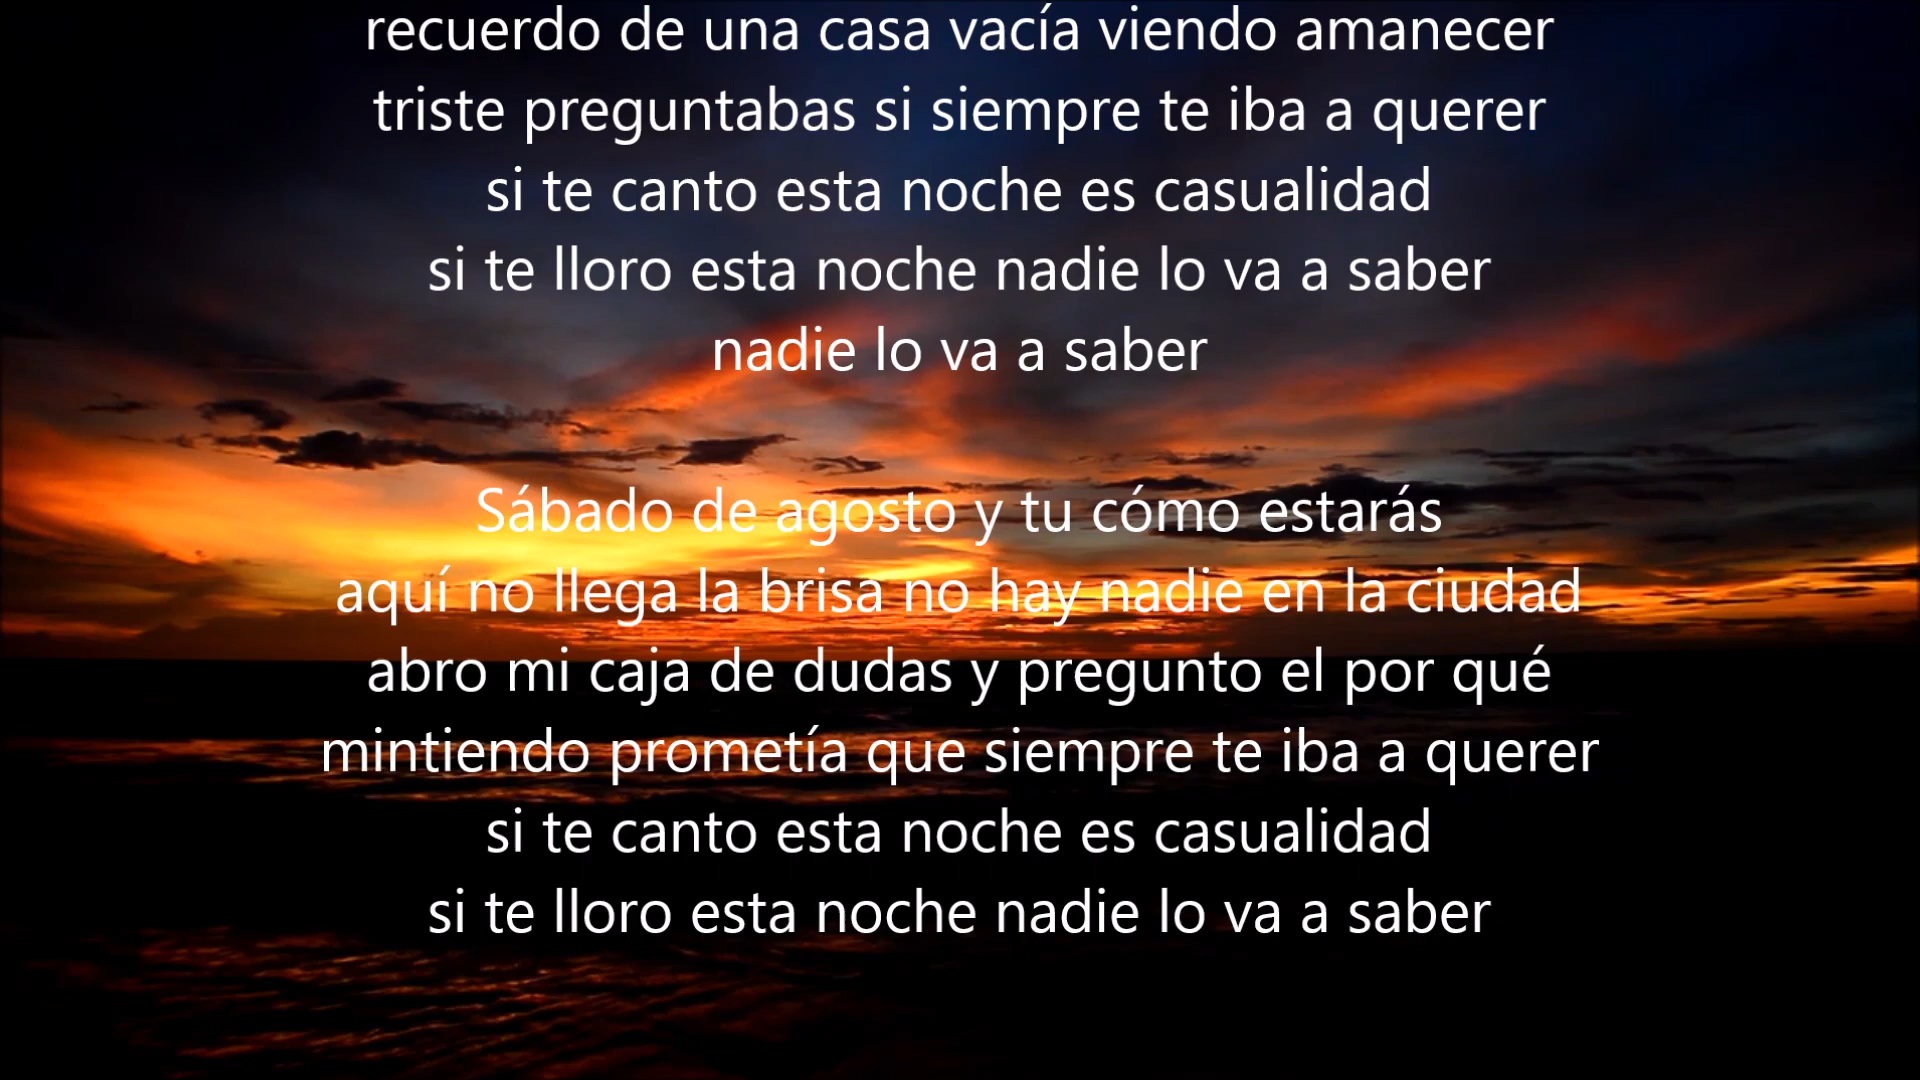 recuerdo de una casa vacía viendo amanecer
triste preguntabas si siempre te iba a querer
si te canto esta noche es casualidad
si te lloro esta noche nadie lo va a saber
nadie lo va a saber
Sábado de agosto y tu cómo estarás
aquí no llega la brisa no hay nadie en la ciudad
abro mi caja de dudas y pregunto el por qué
mintiendo prometía que siempre te iba a querer
si te canto esta noche es casualidad
si te lloro esta noche nadie lo va a saber